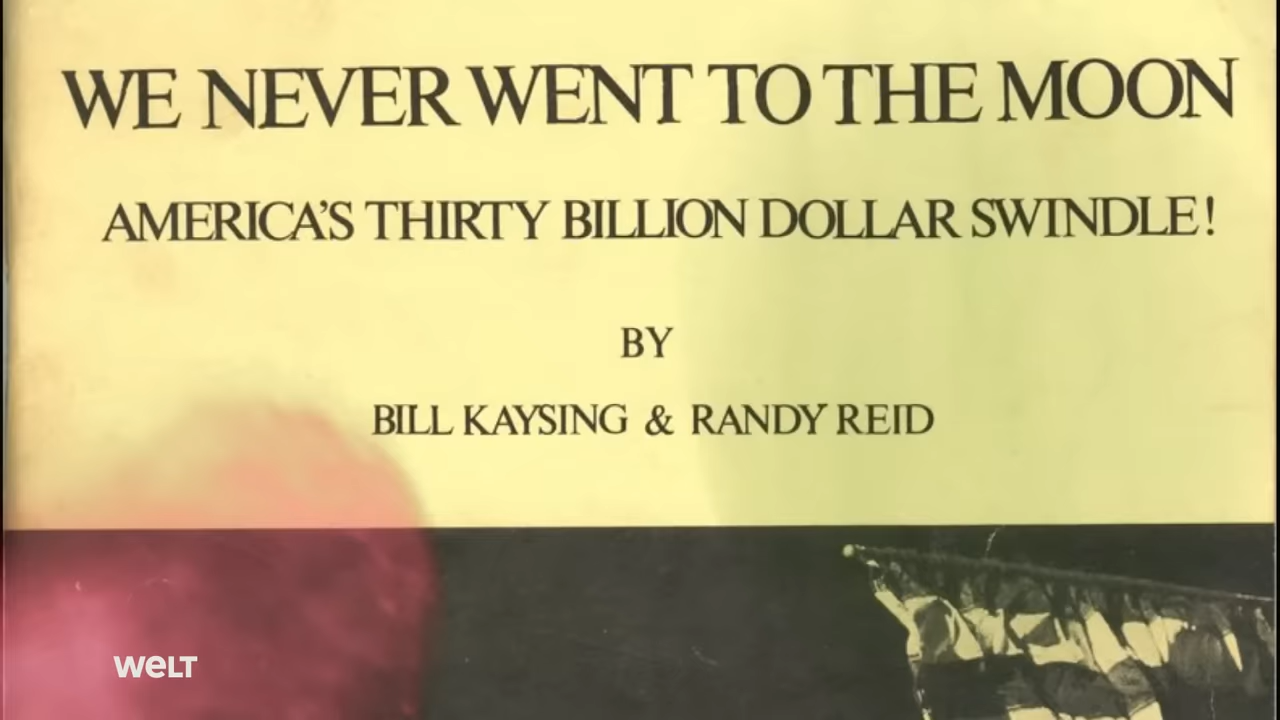 WE NEVER WENT TO THE MOON
AMERICA'S THIRTY BILLION DOLLAR SWINDLE!
BY
BILL KAYSING & RANDY REID
WELT